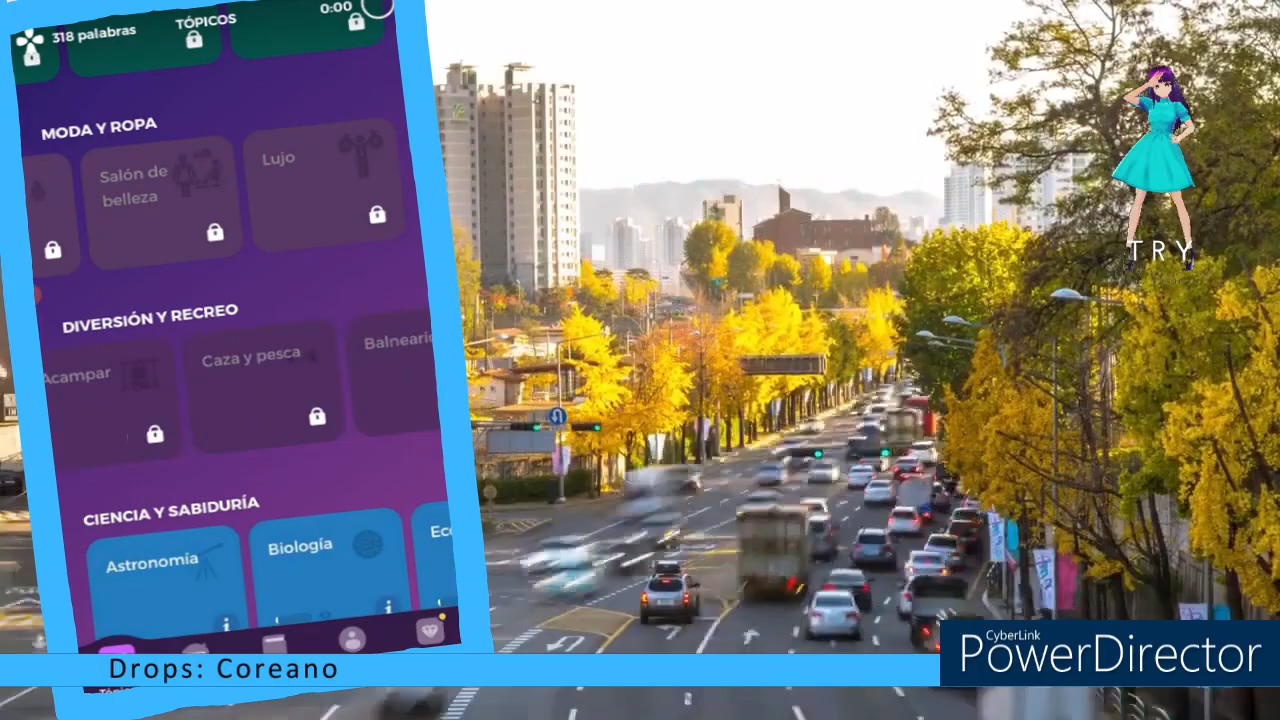 318 palabras
TÓPICOS
0:00
MODA Y ROPA
Salón de
belleza
Lujo
DIVERSIÓN Y RECREO
Acampar
Caza y pesca
Balneario
CIENCIA Y SABIDURÍA
Astronomía
Biología
Ec
TRY
Drops: Coreano
CyberLink
PowerDirector